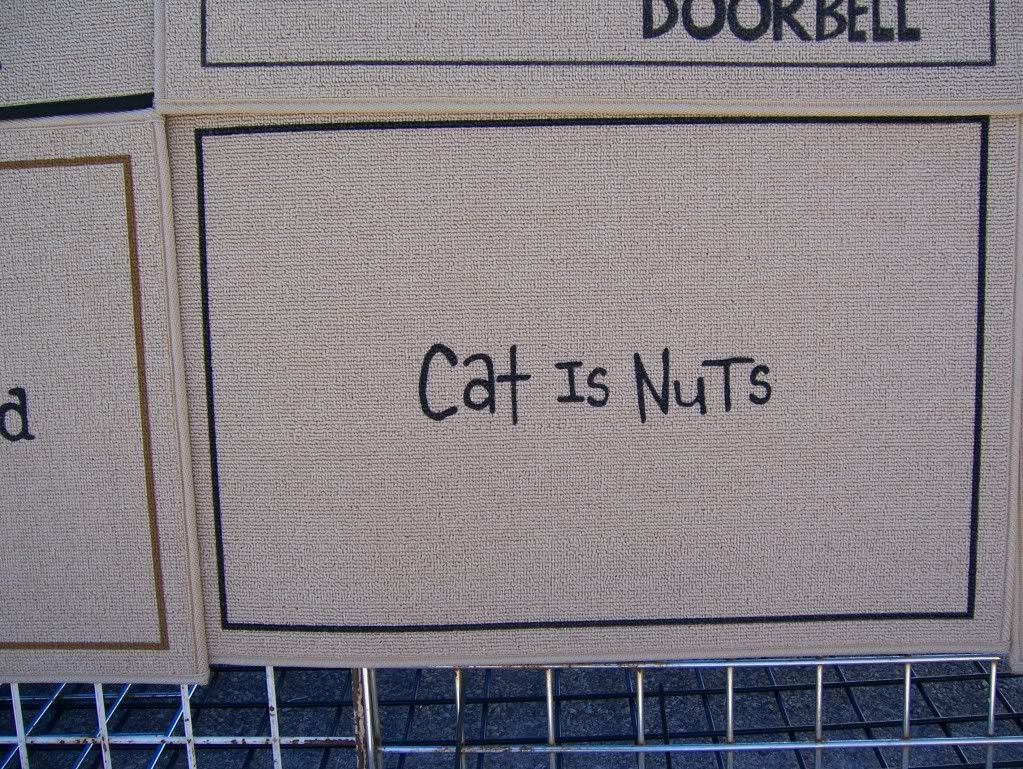 DOORBELL
Cat Is NuTs
d